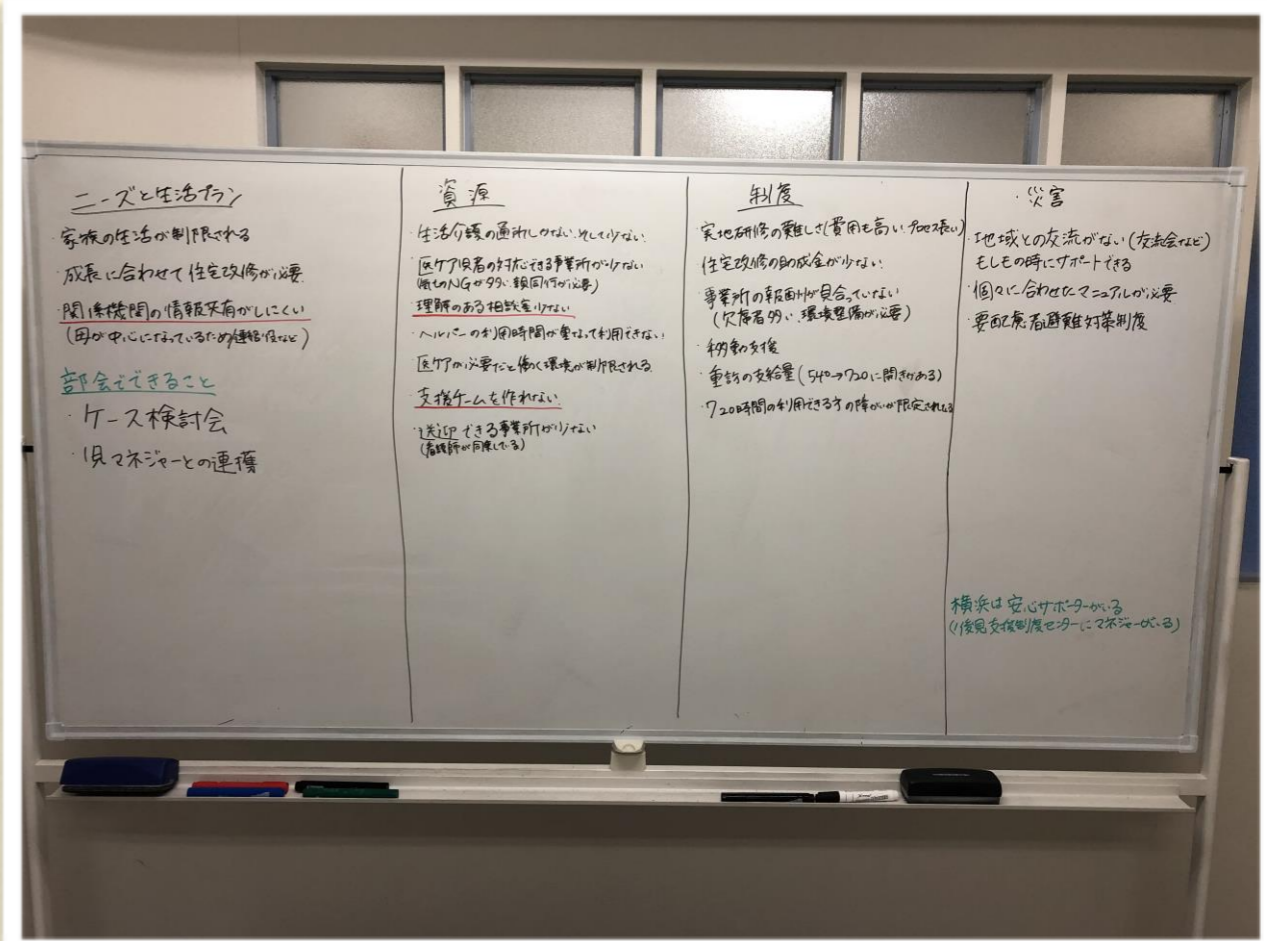 ニーズと生活プラン
・家族の生活が制限される
・成長に合わせて住宅改修が必要
・関係機関の情報共有がしにくい
(母が中心になっているため連絡役など)
部会でできること
・ケース検討会
・児マネジャーとの連携
資源
・生活介護の通所しかない、そして少ない
・医ケア児者の対応できる事業所が少ない
NGが多い、親同行が必要)
・理解のある相談室少ない
・ヘルパーの利用時間が重なって利用できない
・医ケアが必要だと働く環境が制限される
・支援チームを作れない
・送迎できる事業所が少ない
(看護師が同乗している)
制度
・実地研修の難しさ(費用も高い、プロセス長い)
・住宅改修の助成金が少ない
・事業所の報酬が見合っていない
(欠席者多い、環境整備が必要)
・移動支援
・重訪の支給量(540→720に開きがある)
・720時間の利用できる方の障がいが限定される
・災害
・地域との交流がない(交流会など)
もしもの時にサポートできる
・個々に合わせたマニュアルが必要
・要配慮者避難対策制度
横浜は安心サポーターがいる
(後見支援制度センターにマネジャーがいる)